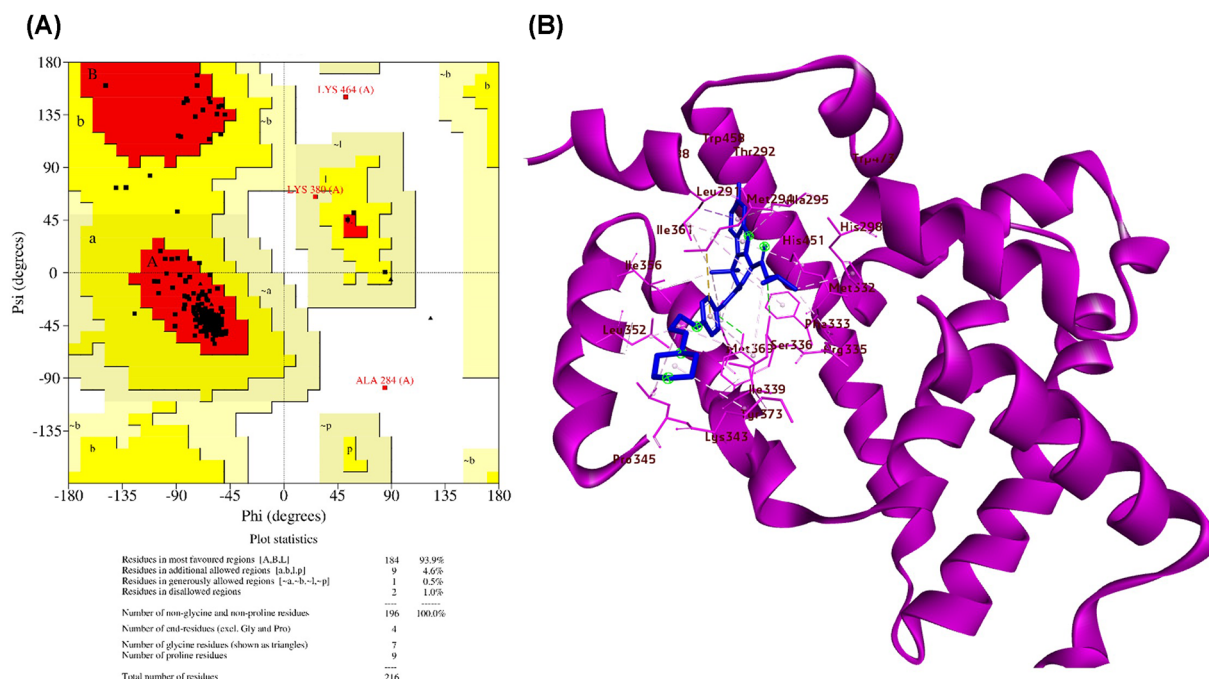 (A)
(B)
180
135
90
45
0
-45
-90
-135
-180 -135 -90 -45 0 45 90 135 180
Psi (degrees)
Phi (degrees)
B
b
a
A
~b
~l
l
~a
~p
p
~b
b
~b
b
~b
LYS 464 (A)
LYS 380 (A)
ALA 284 (A)
Plot statistics
Residues in most favoured regions [A,B,L] 184 93.9%
Residues in additional allowed regions [a,b,l,p] 9 4.6%
Residues in generously allowed regions [~a,~b,~l,~p] 1 0.5%
Residues in disallowed regions 2 1.0%
---- ------
Number of non-glycine and non-proline residues 196 100.0%
Number of end-residues (excl. Gly and Pro) 4
Number of glycine residues (shown as triangles) 7
Number of proline residues 9
----
Total number of residues 216
Trp458
Thr292
Leu291
Met294
Ile361
His298
His451
Ile356
Met332
Leu352
Phe333
Ser336
Arg335
Ile339
Lys343
Pro345